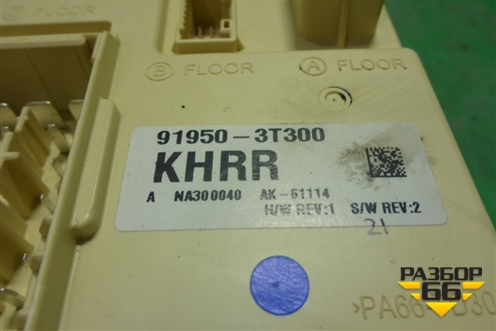 FLOOR
B FLOOR A FLOOR
91950-3T300
KHRR
A NA300040 AK-61114
H/W REV:1 S/W REV:2
21
РАЗБОР
66
>PA66-